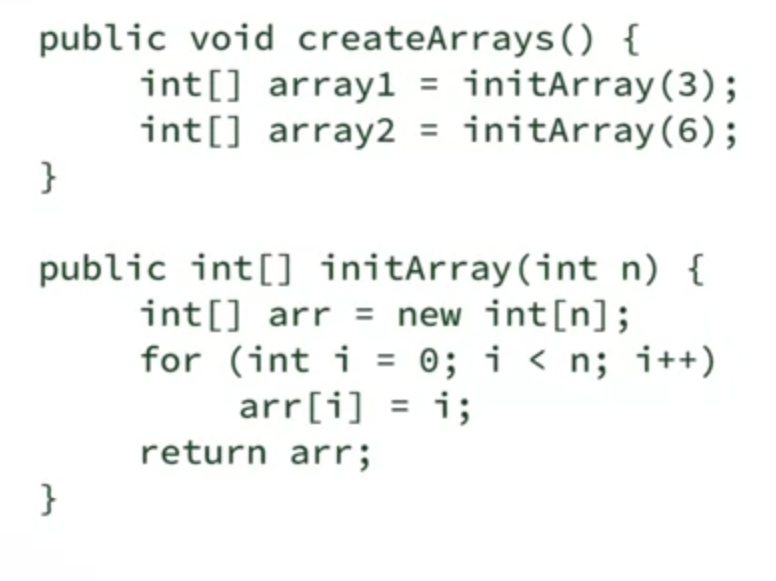 public void createArrays() {
int[] array1 = initArray(3);
int[] array2 = initArray(6);
}
public int[] initArray(int n) {
int[] arr = new int[n];
for (int i = 0; i < n; i++)
arr[i] = i;
return arr;
}